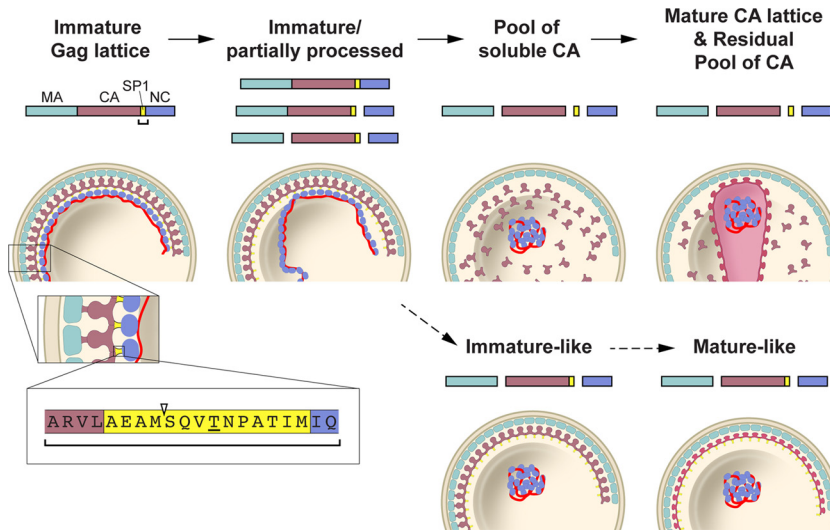 Immature
Gag lattice
Immature/
partially processed
Pool of
soluble CA
Mature CA lattice
& Residual
Pool of CA
SP1
MA CA NC
Immature-like
Mature-like
ARVLAEAMSQVTNPATIMIQ